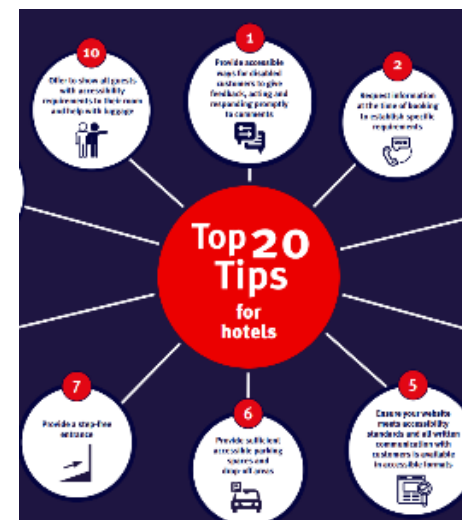 10
Offer to show all guests
with accessibility
requirements to their room
and help with luggage
1
Provide accessible
ways for disabled
customers to give
feedback, acting and
responding promptly
to comments
2
Request information
at the time of booking
to establish specific
requirements
Top 20
Tips
for
hotels
7
Provide a step-free
entrance
6
Provide sufficient
accessible parking
spaces and
drop-off areas
5
Ensure your website
meets accessibility
standards and all written
communication with
customers is available
in accessible formats